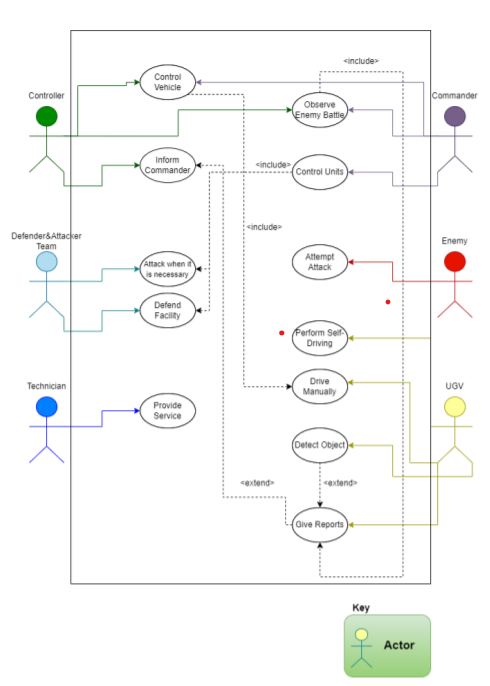 <include>
Control
Vehicle
Controller
Commander
Observe
Enemy Battle
Inform
Commander
<include>
Control Units
<include>
Defender&Attacker
Team
Enemy
Attack when it
is necessary
Attempt
Attack
Defend
Facility
Perform Self-
Driving
Technician
Drive
Manually
UGV
Provide
Service
Detect Object
<extend>
<extend>
Give Reports
Key
Actor